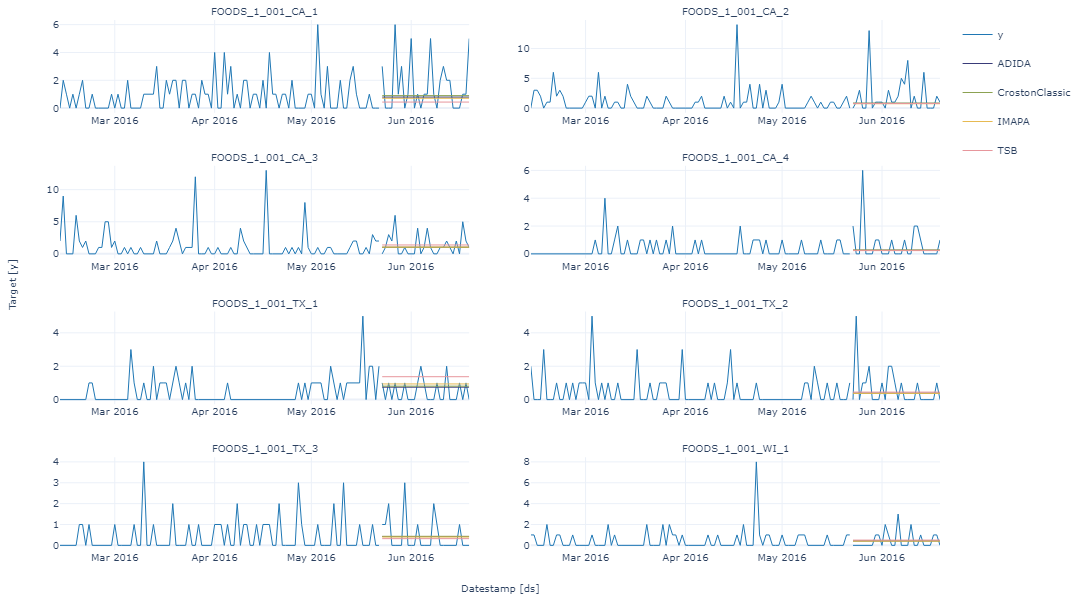 FOODS_1_001_CA_1
FOODS_1_001_CA_2
6
4
2
0
Mar 2016
Apr 2016
May 2016
Jun 2016
10
5
0
Mar 2016
Apr 2016
May 2016
Jun 2016
y
ADIDA
CrostonClassic
IMAPA
TSB
FOODS_1_001_CA_3
FOODS_1_001_CA_4
10
5
0
Mar 2016
Apr 2016
May 2016
Jun 2016
6
4
2
0
Mar 2016
Apr 2016
May 2016
Jun 2016
Target [y]
FOODS_1_001_TX_1
FOODS_1_001_TX_2
4
2
0
Mar 2016
Apr 2016
May 2016
Jun 2016
4
2
0
Mar 2016
Apr 2016
May 2016
Jun 2016
FOODS_1_001_TX_3
FOODS_1_001_WI_1
4
3
2
1
0
Mar 2016
Apr 2016
May 2016
Jun 2016
8
6
4
2
0
Mar 2016
Apr 2016
May 2016
Jun 2016
Datestamp [ds]